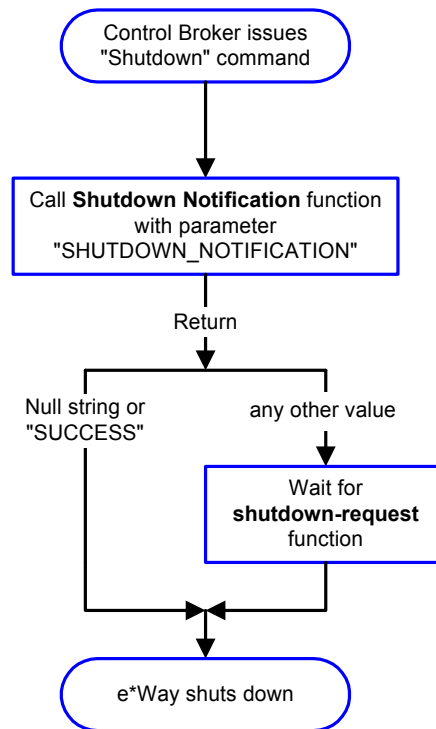 Control Broker issues
"Shutdown" command
Call Shutdown Notification function
with parameter
"SHUTDOWN_NOTIFICATION"
Return
Null string or
"SUCCESS"
any other value
Wait for
shutdown-request
function
e*Way shuts down